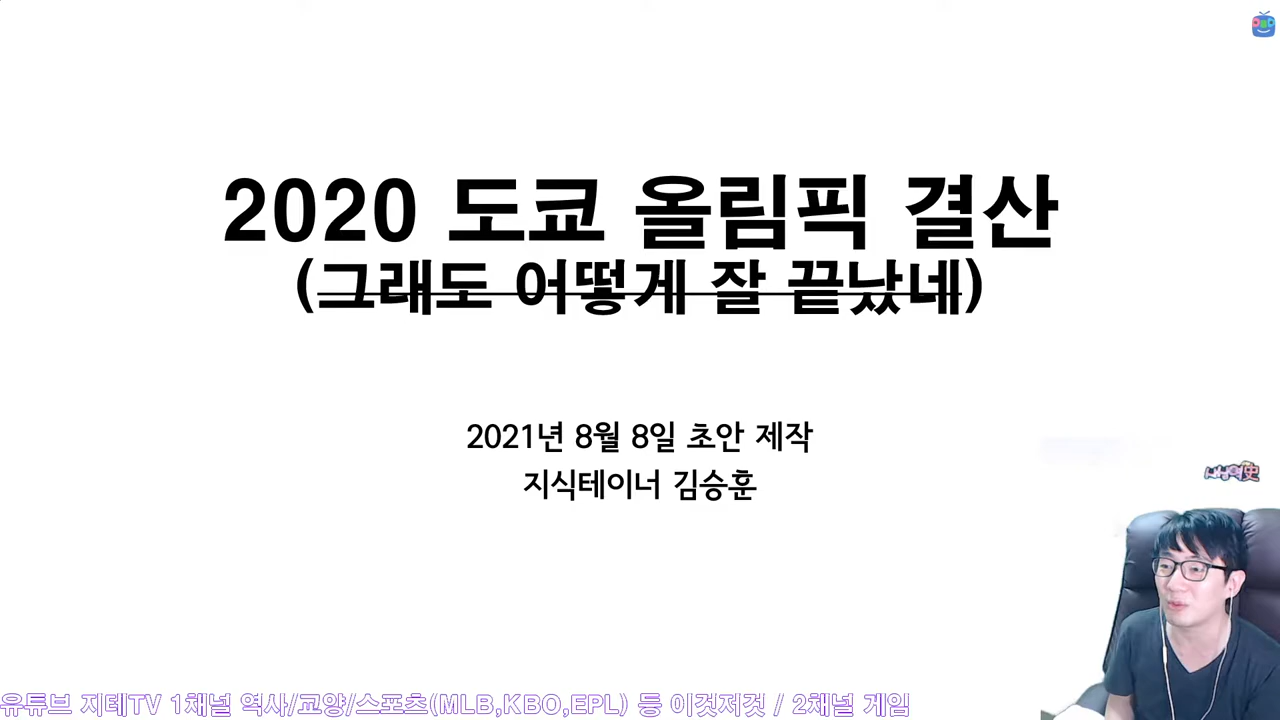 2020 도쿄 올림픽 결산
(그래도 어떻게 잘 끝났네)
2021년 8월 8일 초안 제작
지식테이너 김승훈
유튜브 지테TV 1채널 역사/교양/스포츠(MLB,KBO,EPL) 등 이것저것 / 2채널 게임